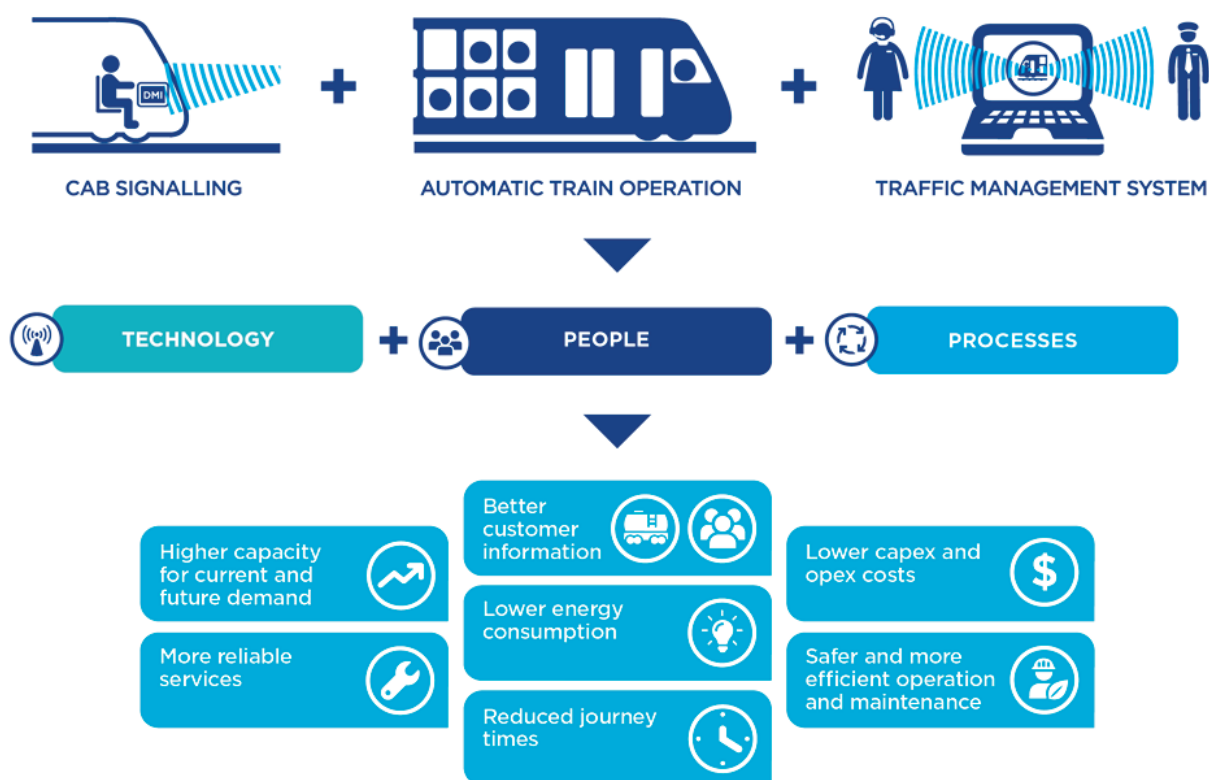 DMI
CAB SIGNALLING
AUTOMATIC TRAIN OPERATION
TRAFFIC MANAGEMENT SYSTEM
TECHNOLOGY
PEOPLE
PROCESSES
Higher capacity
for current and
future demand
More reliable
services
Better
customer
information
Lower energy
consumption
Reduced journey
times
Lower capex and
opex costs
$
Safer and more
efficient operation
and maintenance